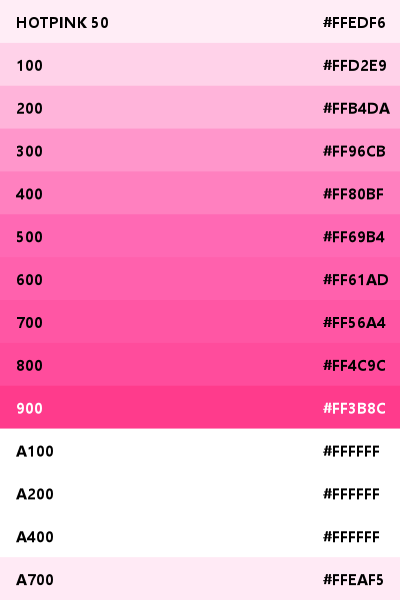 HOTPINK 50 #FFEDF6
100 #FFD2E9
200 #FFB4DA
300 #FF96CB
400 #FF80BF
500 #FF69B4
600 #FF61AD
700 #FF56A4
800 #FF4C9C
900 #FF3B8C
A100 #FFFFFF
A200 #FFFFFF
A400 #FFFFFF
A700 #FFEAF5